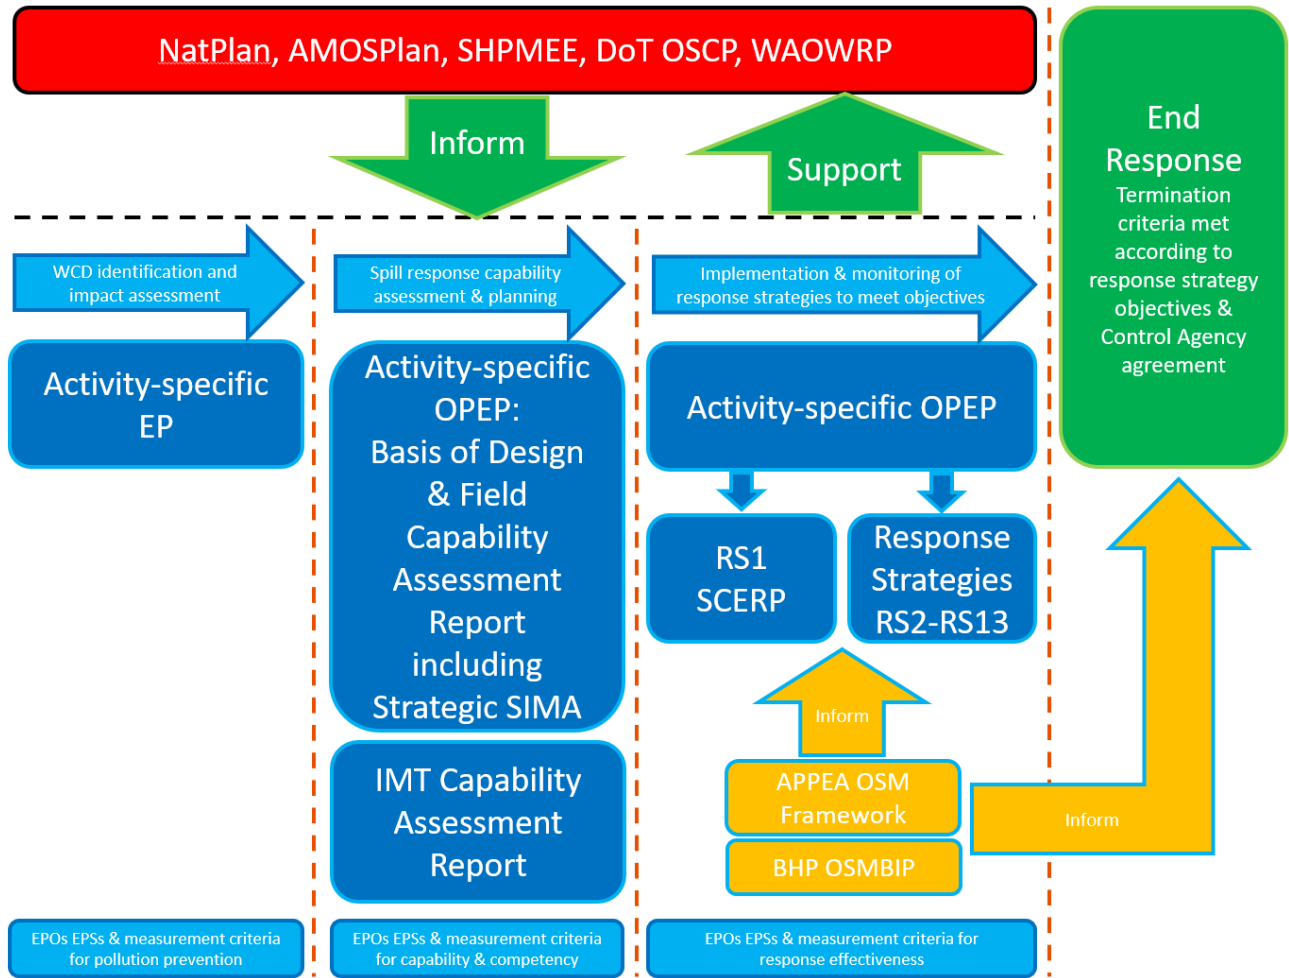 NatPlan, AMOSPlan, SHPMEE, DoT OSCP, WAOWRP
Inform
Support
End
Response
Termination
criteria met
according to
response strategy
objectives &
Control Agency
agreement
WCD identification and
impact assessment
Spill response capability
assessment & planning
Implementation & monitoring of
response strategies to meet objectives
Activity-specific
EP
Activity-specific
OPEP:
Basis of Design
& Field
Capability
Assessment
Report
including
Strategic SIMA
IMT Capability
Assessment
Report
Activity-specific OPEP
RS1
SCERP
Response
Strategies
RS2-RS13
Inform
APPEA OSM
Framework
BHP OSMBIP
Inform
EPOs EPSs & measurement criteria
for pollution prevention
EPOs EPSs & measurement criteria
for capability & competency
EPOs EPSs & measurement criteria for
response effectiveness